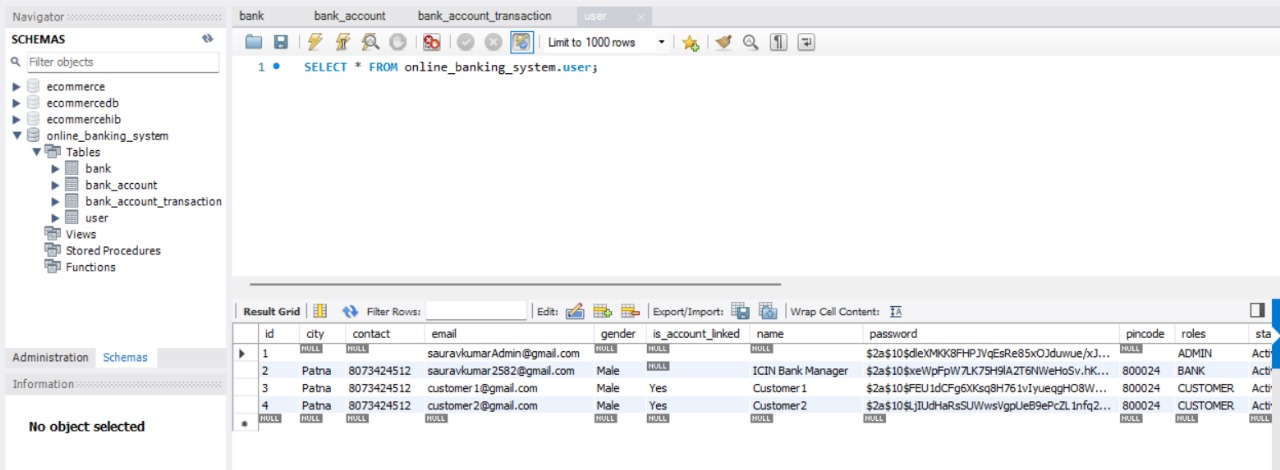 Navigator
SCHEMAS
Filter objects
ecommerce
ecommercedb
ecommercehib
online_banking_system
Tables
bank
bank_account
bank_account_transaction
user
Views
Stored Procedures
Functions
Administration Schemas
Information
No object selected
bank bank_account bank_account_transaction user
Limit to 1000 rows
1 SELECT * FROM online_banking_system.user;
Result Grid Filter Rows: Edit: Export/Import: Wrap Cell Content:
id city contact email gender is_account_linked name password pincode roles sta
1 NULL NULL sauravkumarAdmin@gmail.com NULL NULL NULL $2a$10$dleXMKK8FHPJVqEsRe85xOJduwue/xJ... NULL ADMIN Acti
2 Patna 8073424512 sauravkumar2582@gmail.com Male NULL ICIN Bank Manager $2a$10$xeWpFpW7LK75H9lA2T6NWeHoSv.hK... 800024 BANK Acti
3 Patna 8073424512 customer1@gmail.com Male Yes Customer1 $2a$10$FEU1dCFg6XKsq8H761vIyueqgHO8W... 800024 CUSTOMER Acti
4 Patna 8073424512 customer2@gmail.com Male Yes Customer2 $2a$10$LjIUdHaRsSUWwsVgpUeB9ePcZL1nfq2... 800024 CUSTOMER Acti
NULL NULL NULL NULL NULL NULL NULL NULL NULL NULL NULL